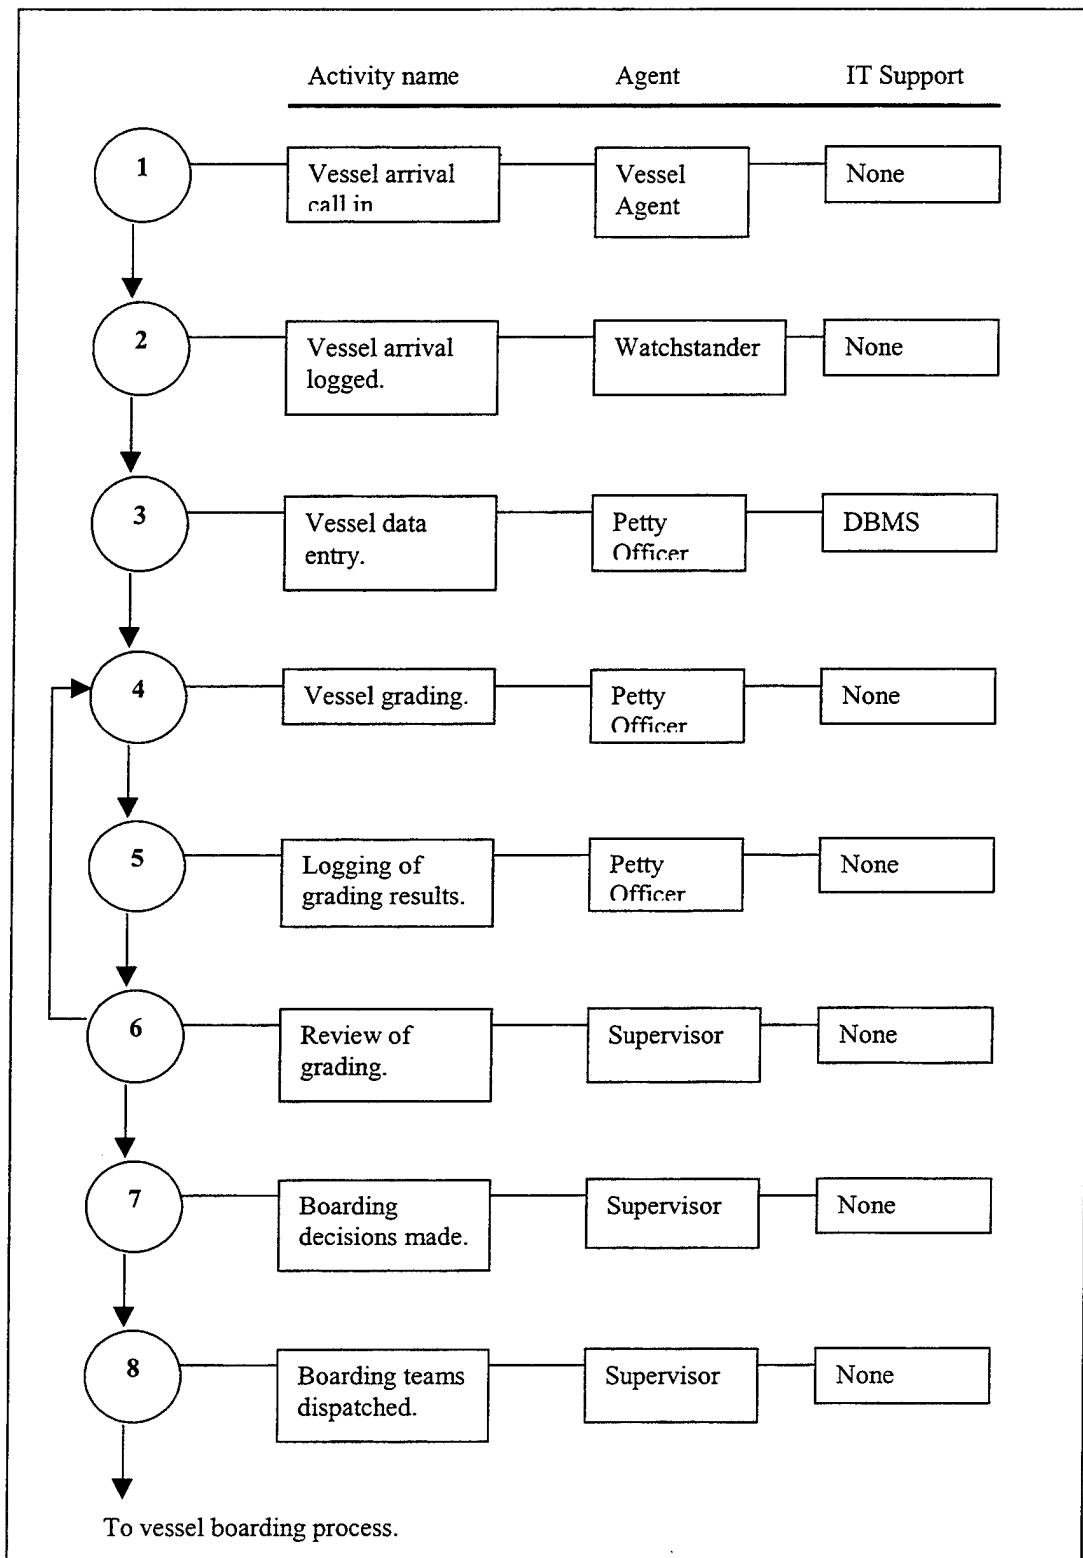 Activity name Agent IT Support
1 Vessel arrival Vessel None
call in Agent
2 Vessel arrival Watchstander None
logged.
3 Vessel data Petty DBMS
entry. Officer
4 Vessel grading. Petty None
Officer
5 Logging of Petty None
grading results. Officer
6 Review of Supervisor None
grading.
7 Boarding Supervisor None
decisions made.
8 Boarding teams Supervisor None
dispatched.
To vessel boarding process.